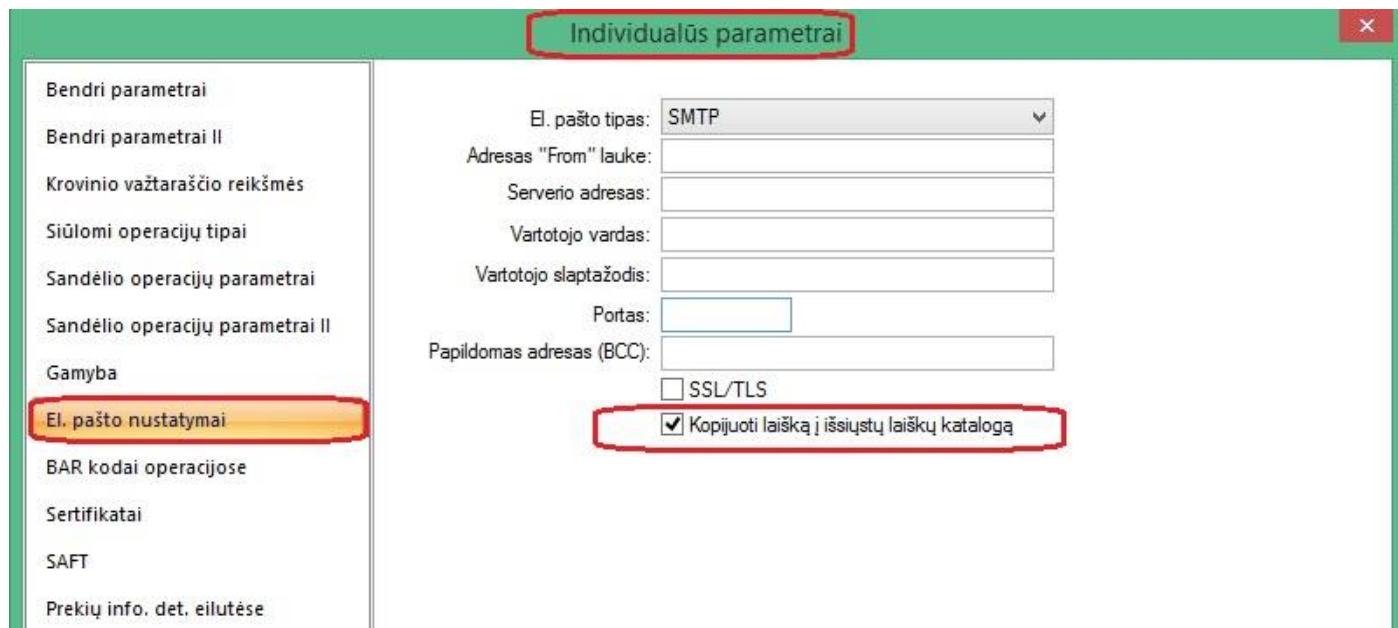 Individualūs parametrai
Bendri parametrai
Bendri parametrai II
Krovinio važtaraščio reikšmės
Siūlomi operacijų tipai
Sandėlio operacijų parametrai
Sandėlio operacijų parametrai II
Gamyba
El. pašto nustatymai
BAR kodai operacijose
Sertifikatai
SAFT
Prekių info. det. eilutėse
El. pašto tipas: SMTP
Adresas "From" lauke:
Serverio adresas:
Vartotojo vardas:
Vartotojo slaptažodis:
Portas:
Papildomas adresas (BCC):
SSL/TLS
Kopijuoti laišką į išsiųstų laiškų katalogą